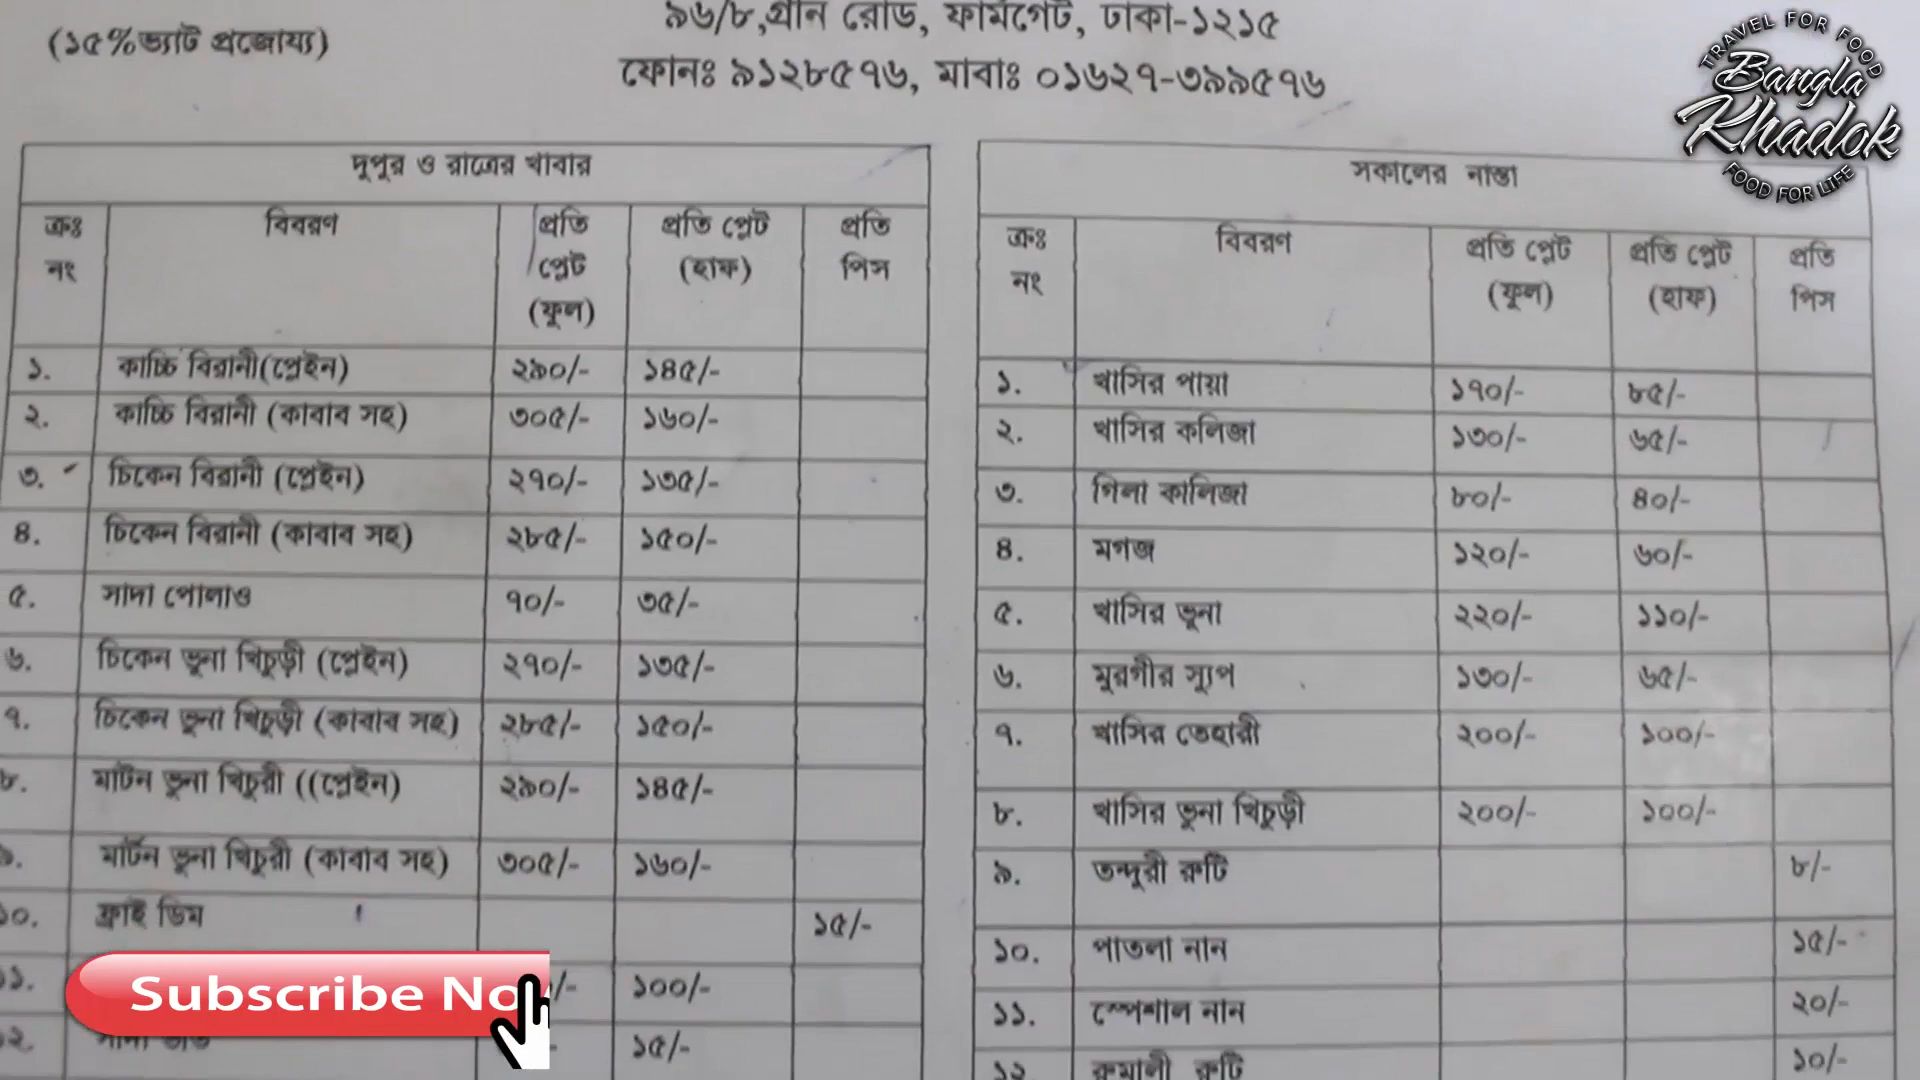 (১৫%ভ্যাট প্রজোয্য)
৯৬/৮,গ্রীন রোড, ফার্মগেট, ঢাকা-১২১৫
ফোনঃ ৯১২৮৫৭৬, মোবাঃ ০১৬২৭-৩৯৯৫৭৬
TRAVEL FOR FOOD
Bangla
Khadok
FOOD FOR LIFE
দুপুর ও রাত্রের খাবার
ক্রঃ নং বিবরণ প্রতি প্লেট (ফুল) প্রতি প্লেট (হাফ) প্রতি পিস
১. কাচ্চি বিরানী(প্লেইন) ২৯০/- ১৪৫/-
২. কাচ্চি বিরানী (কাবাব সহ) ৩০৫/- ১৬০/-
৩. চিকেন বিরানী (প্লেইন) ২৭০/- ১৩৫/-
৪. চিকেন বিরানী (কাবাব সহ) ২৮৫/- ১৫০/-
৫. সাদা পোলাও ৭০/- ৩৫/-
৬. চিকেন ভুনা খিচুড়ী (প্লেইন) ২৭০/- ১৩৫/-
৭. চিকেন ভুনা খিচুড়ী (কাবাব সহ) ২৮৫/- ১৫০/-
৮. মাটন ভুনা খিচুরী ((প্লেইন) ২৯০/- ১৪৫/-
৯. মার্টন ভুনা খিচুরী (কাবাব সহ) ৩০৫/- ১৬০/-
১০. ফ্রাই ডিম ১৫/-
১১. /- ১০০/-
১২. ১৫/-
সকালের নাস্তা
ক্রঃ নং বিবরণ প্রতি প্লেট (ফুল) প্রতি প্লেট (হাফ) প্রতি পিস
১. খাসির পায়া ১৭০/- ৮৫/-
২. খাসির কলিজা ১৩০/- ৬৫/-
৩. গিলা কালিজা ৮০/- ৪০/-
৪. মগজ ১২০/- ৬০/-
৫. খাসির ভুনা ২২০/- ১১০/-
৬. মুরগীর স্যুপ ১৩০/- ৬৫/-
৭. খাসির তেহারী ২০০/- ১০০/-
৮. খাসির ভুনা খিচুড়ী ২০০/- ১০০/-
৯. তন্দুরী রুটি ৮/-
১০. পাতলা নান ১৫/-
১১. স্পেশাল নান ২০/-
১২ রুমালী রুটি ১০/-
Subscribe No